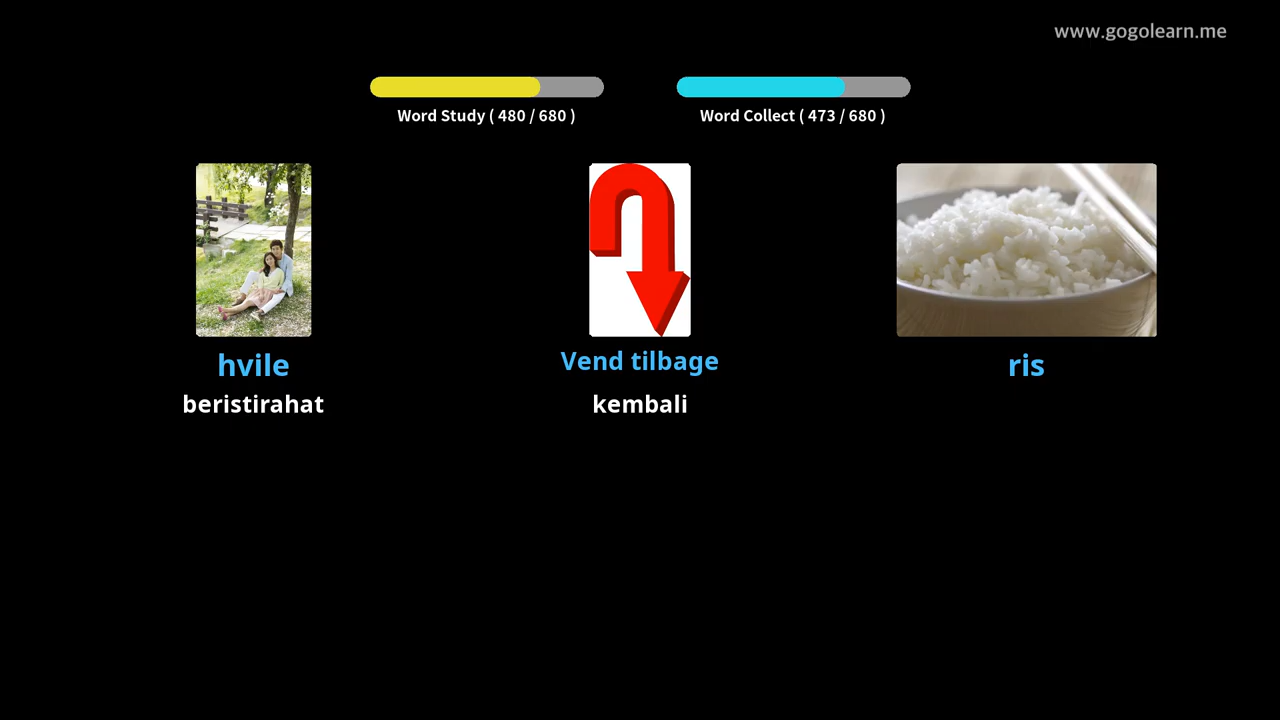 www.gogolearn.me
Word Study ( 480 / 680 )
Word Collect ( 473 / 680 )
hvile
beristirahat
Vend tilbage
kembali
ris